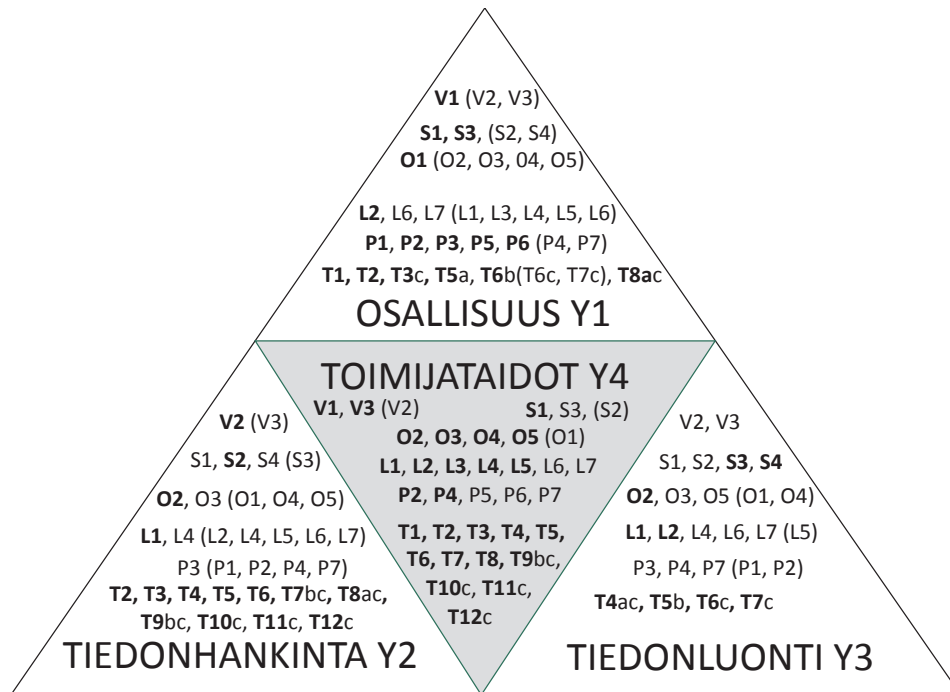 V1 (V2, V3)
S1, S3, (S2, S4)
O1 (O2, O3, 04, O5)
L2, L6, L7 (L1, L3, L4, L5, L6)
P1, P2, P3, P5, P6 (P4, P7)
T1, T2, T3c, T5a, T6b(T6c, T7c), T8ac
OSALLISUUS Y1
TOIMIJATAIDOT Y4
V1, V3 (V2)
S1, S3, (S2)
O2, O3, O4, O5 (O1)
L1, L2, L3, L4, L5, L6, L7
P2, P4, P5, P6, P7
T1, T2, T3, T4, T5,
T6, T7, T8, T9bc,
T10c, T11c,
T12c
V2 (V3)
S1, S2, S4 (S3)
O2, O3 (O1, O4, O5)
L1, L4 (L2, L4, L5, L6, L7)
P3 (P1, P2, P4, P7)
T2, T3, T4, T5, T6, T7bc, T8ac,
T9bc, T10c, T11c, T12c
TIEDONHANKINTA Y2
V2, V3
S1, S2, S3, S4
O2, O3, O5 (O1, O4)
L1, L2, L4, L6, L7 (L5)
P3, P4, P7 (P1, P2)
T4ac, T5b, T6c, T7c
TIEDONLUONTI Y3